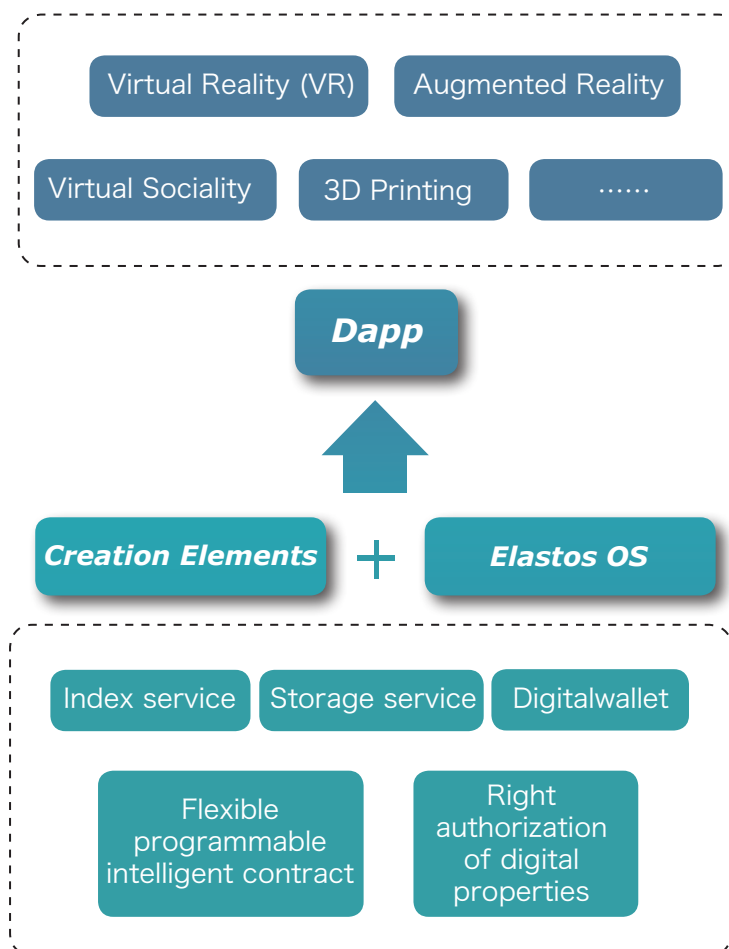 Virtual Reality (VR)
Augmented Reality
Virtual Sociality
3D Printing
······
Dapp
Creation Elements
+
Elastos OS
Index service
Storage service
Digitalwallet
Flexible
programmable
intelligent contract
Right
authorization
of digital
properties